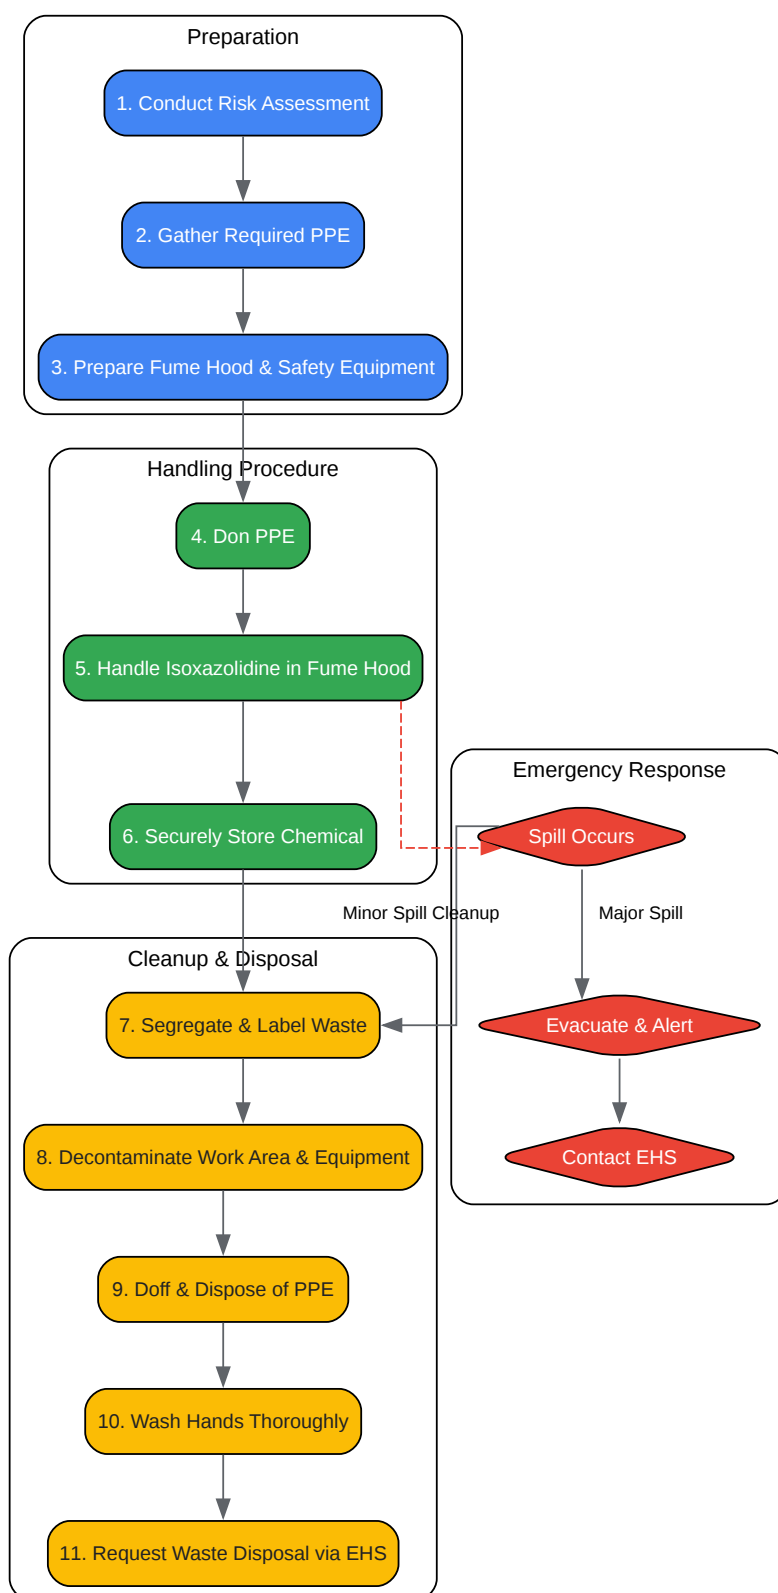 Preparation
1. Conduct Risk Assessment
2. Gather Required PPE
3. Prepare Fume Hood & Safety Equipment
Handling Procedure
4. Don PPE
5. Handle Isoxazolidine in Fume Hood
6. Securely Store Chemical
Emergency Response
Spill Occurs
Minor Spill Cleanup
Major Spill
Evacuate & Alert
Contact EHS
Cleanup & Disposal
7. Segregate & Label Waste
8. Decontaminate Work Area & Equipment
9. Doff & Dispose of PPE
10. Wash Hands Thoroughly
11. Request Waste Disposal via EHS